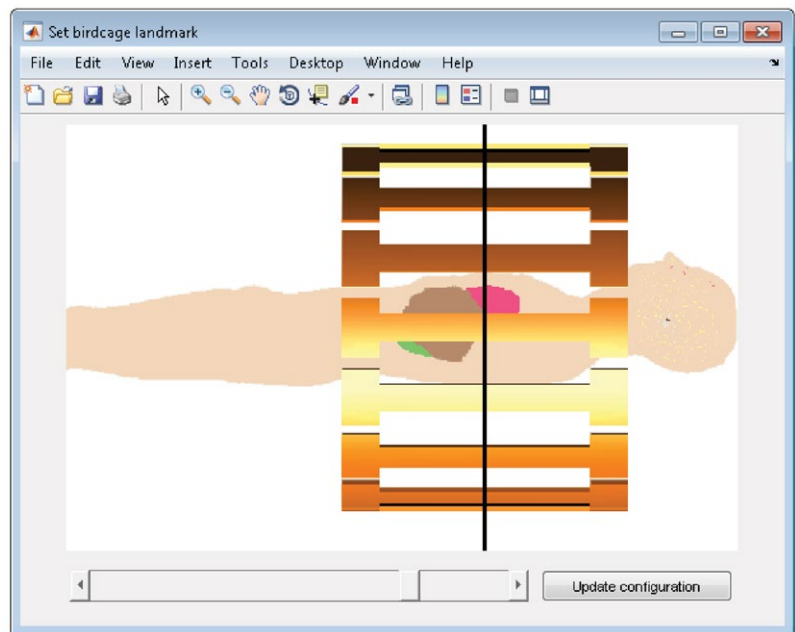 Set birdcage landmark
File Edit View Insert Tools Desktop Window Help
Update configuration